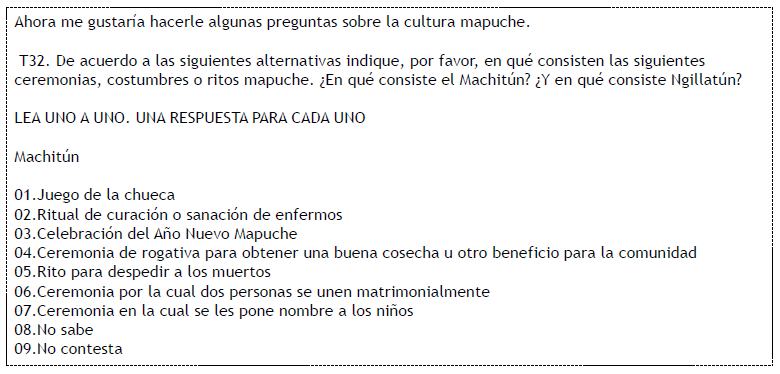 Ahora me gustaría hacerle algunas preguntas sobre la cultura mapuche.
T32. De acuerdo a las siguientes alternativas indique, por favor, en qué consisten las siguientes
ceremonias, costumbres o ritos mapuche. ¿En qué consiste el Machitún? ¿Y en qué consiste Ngillatún?
LEA UNO A UNO. UNA RESPUESTA PARA CADA UNO
Machitún
01.Juego de la chueca
02.Ritual de curación o sanación de enfermos
03.Celebración del Año Nuevo Mapuche
04.Ceremonia de rogativa para obtener una buena cosecha u otro beneficio para la comunidad
05.Rito para despedir a los muertos
06.Ceremonia por la cual dos personas se unen matrimonialmente
07.Ceremonia en la cual se les pone nombre a los niños
08.No sabe
09.No contesta